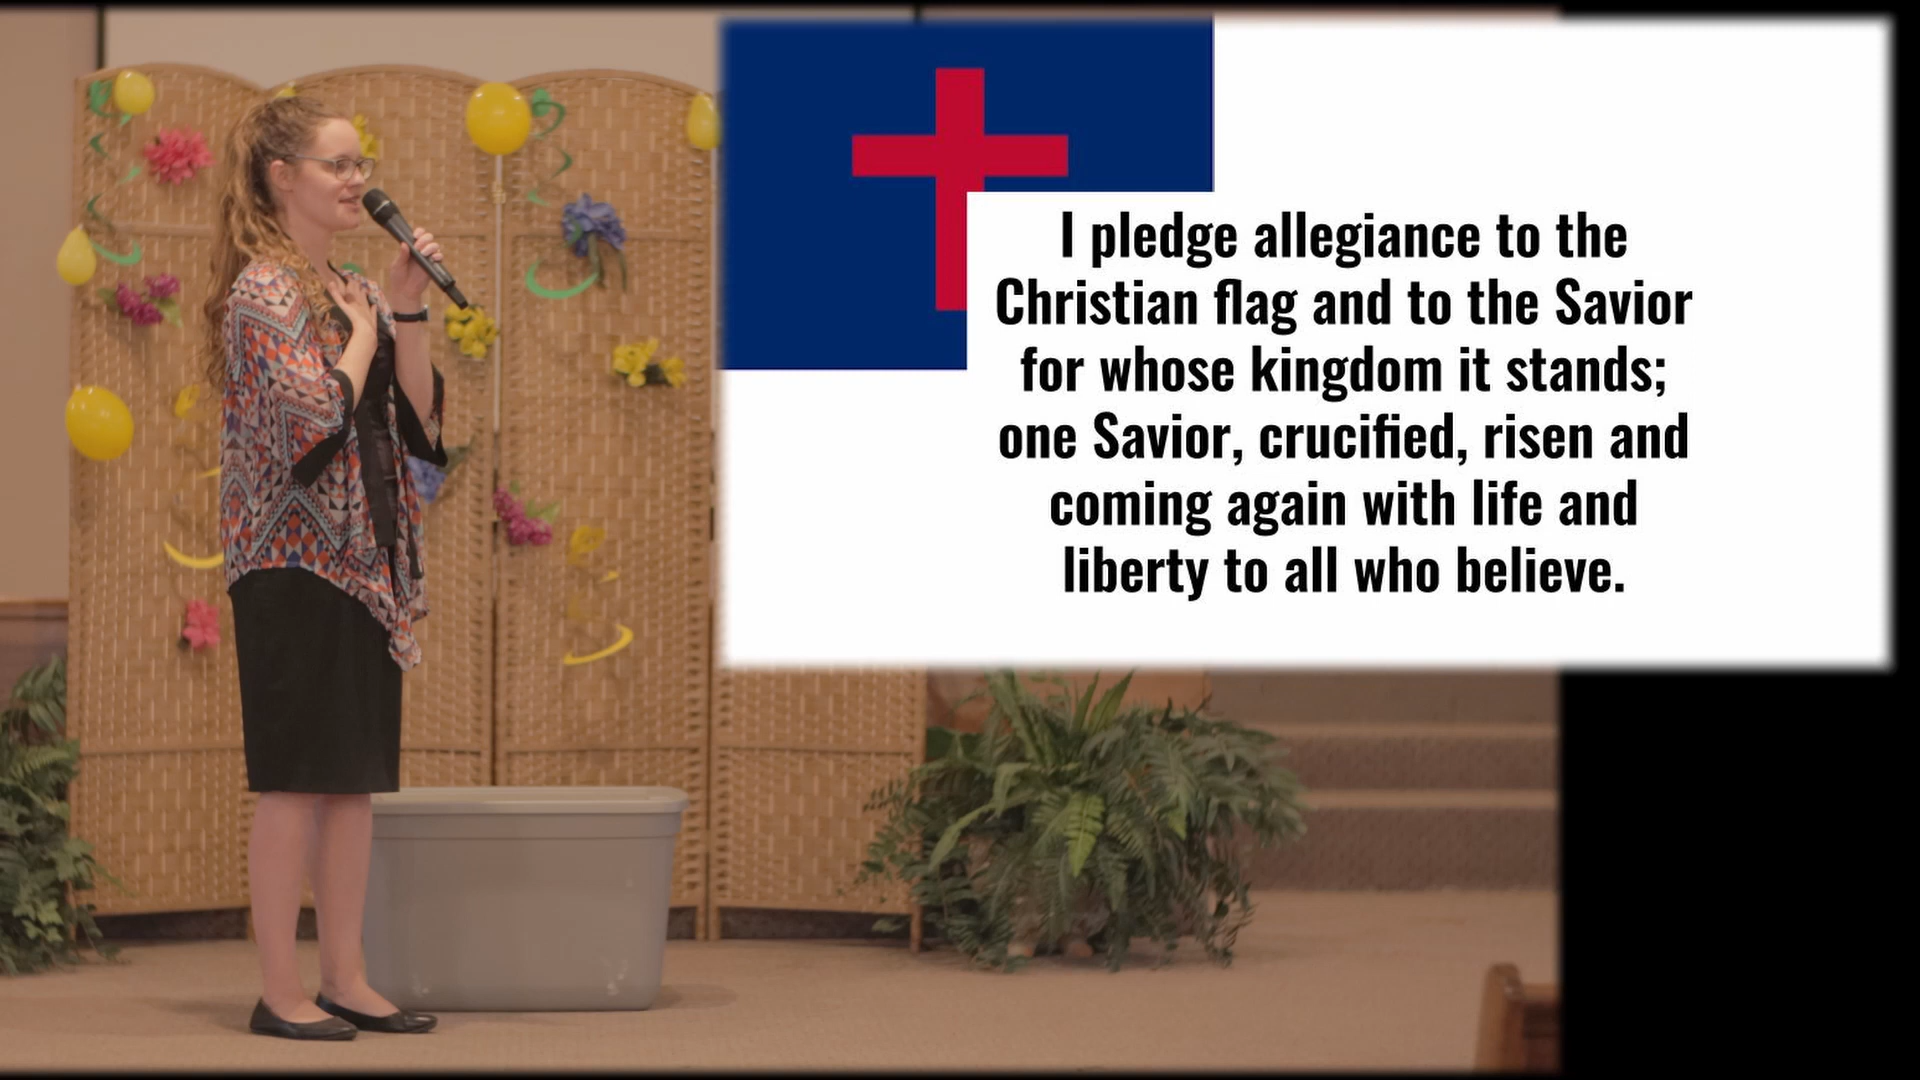 I pledge allegiance to the
Christian flag and to the Savior
for whose kingdom it stands;
one Savior, crucified, risen and
coming again with life and
liberty to all who believe.